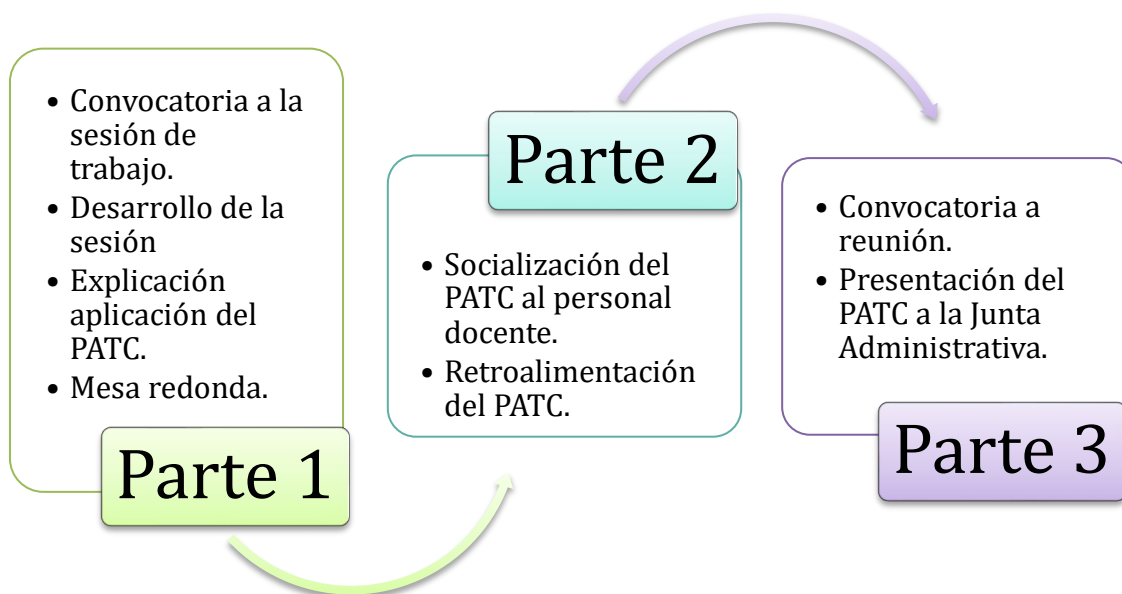 • Convocatoria a la
sesión de
trabajo.
• Desarrollo de la
sesión
• Explicación
aplicación del
PATC.
• Mesa redonda.
Parte 1
Parte 2
• Socialización del
PATC al personal
docente.
• Retroalimentación
del PATC.
• Convocatoria a
reunión.
• Presentación del
PATC a la Junta
Administrativa.
Parte 3